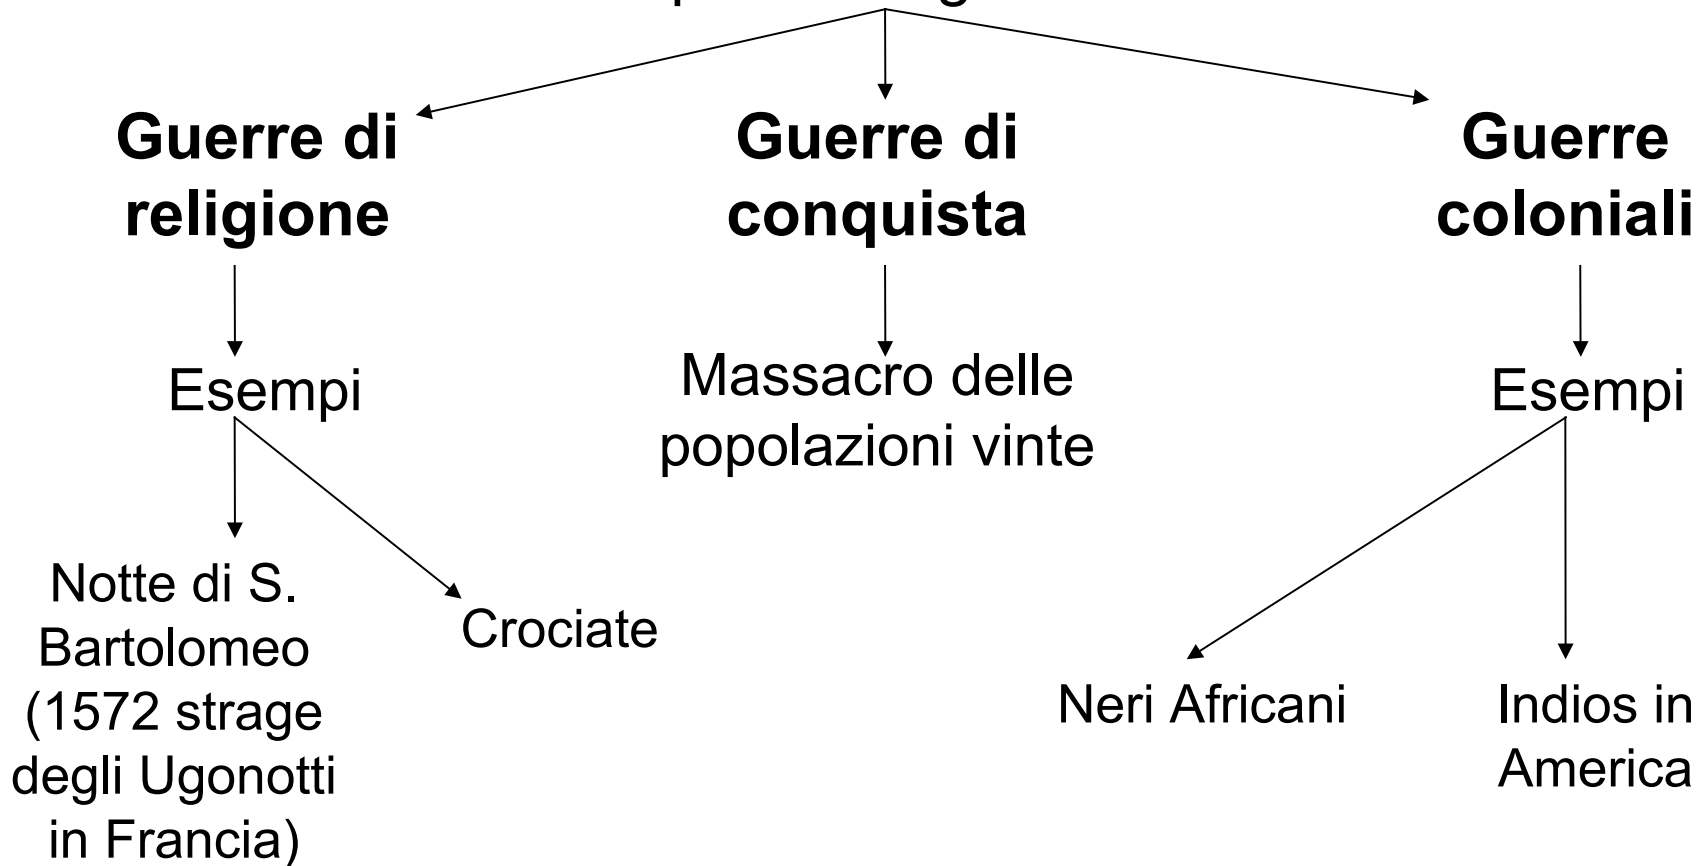 Guerre di
religione
Guerre di
conquista
Guerre
coloniali
Esempi
Massacro delle
popolazioni vinte
Esempi
Notte di S.
Bartolomeo
(1572 strage
degli Ugonotti
in Francia)
Crociate
Neri Africani
Indios in
America